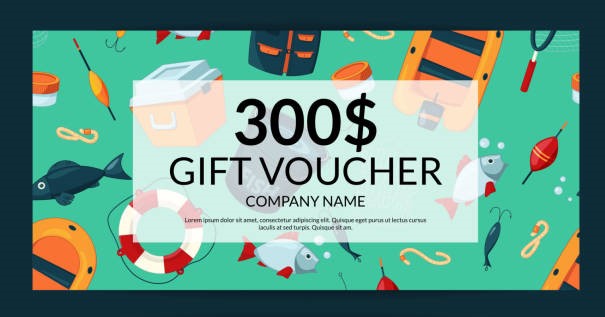 300$
GIFT VOUCHER
COMPANY NAME
Lorem ipsum dolor sit amet, consectetur adipiscing elit. Quisque eget purus ut lectus cursus
iaculis at sed turpis. Quisque sit am.